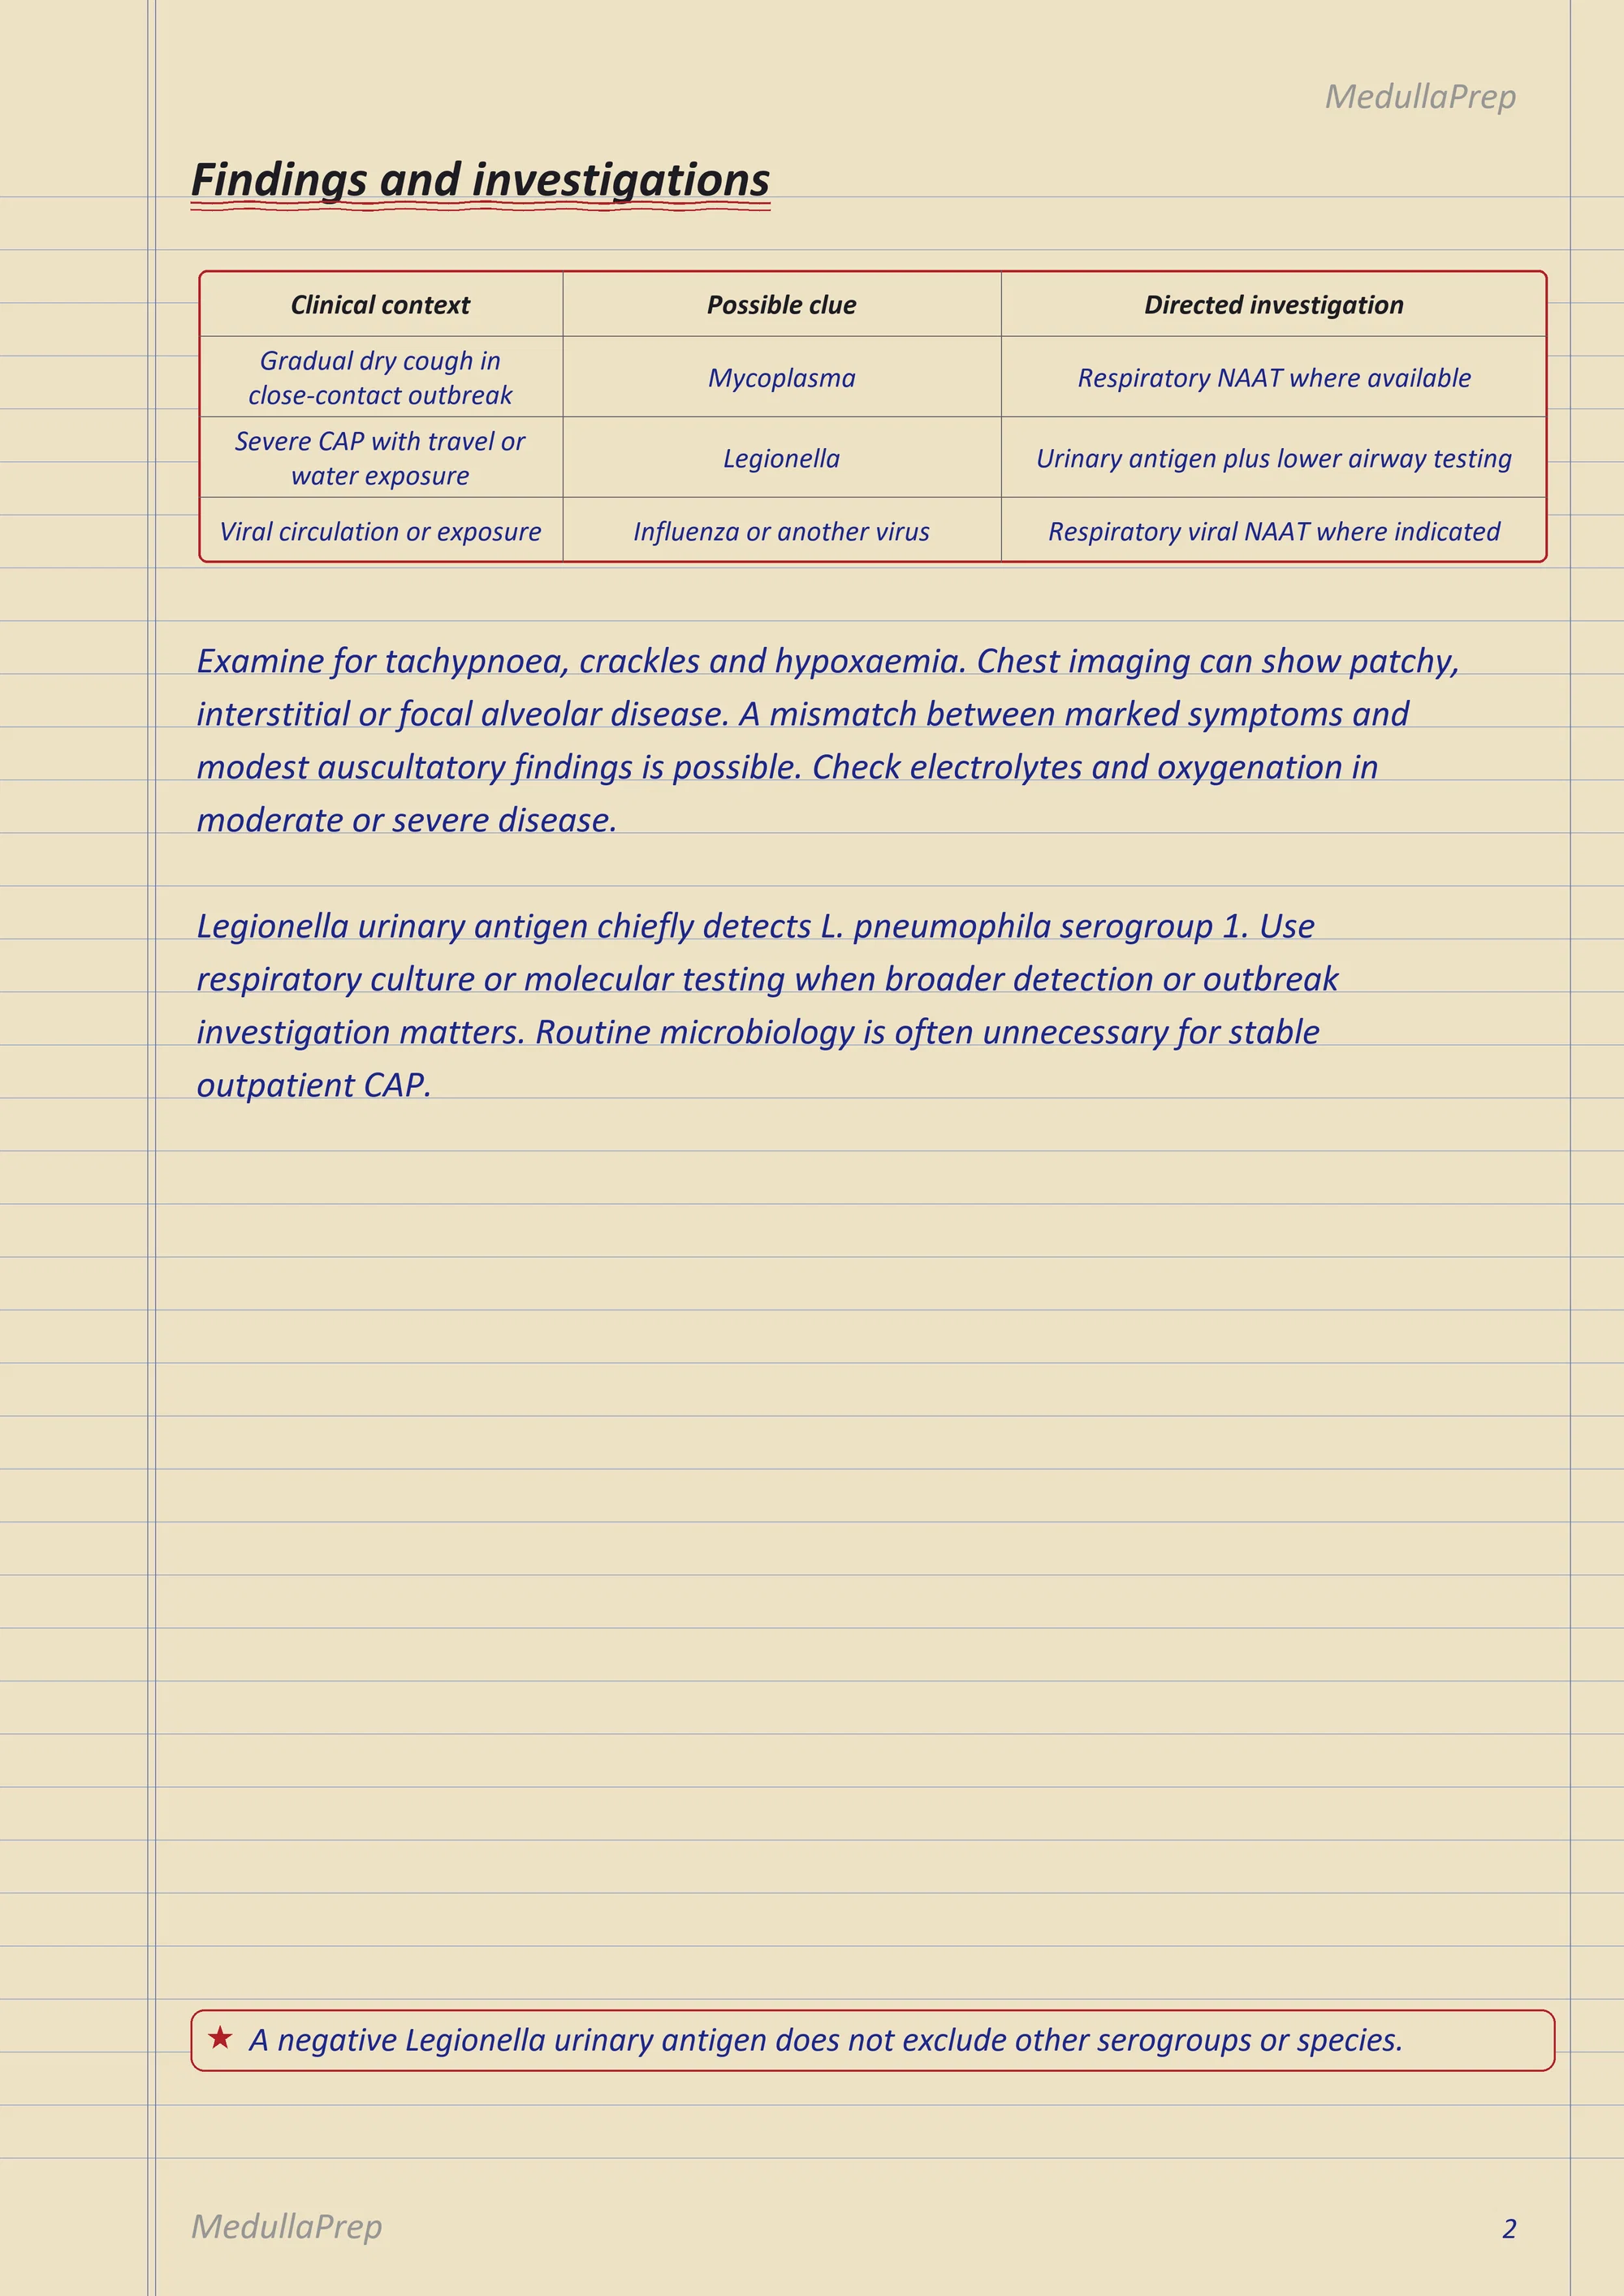 MedullaPrep
Findings and investigations
Clinical context Possible clue Directed investigation
Gradual dry cough in
close-contact outbreak
Mycoplasma
Respiratory NAAT where available
Severe CAP with travel or
water exposure
Legionella
Urinary antigen plus lower airway testing
Viral circulation or exposure Influenza or another virus Respiratory viral NAAT where indicated
Examine for tachypnoea, crackles and hypoxaemia. Chest imaging can show patchy,
interstitial or focal alveolar disease. A mismatch between marked symptoms and
modest auscultatory findings is possible. Check electrolytes and oxygenation in
moderate or severe disease.
Legionella urinary antigen chiefly detects L. pneumophila serogroup 1. Use
respiratory culture or molecular testing when broader detection or outbreak
investigation matters. Routine microbiology is often unnecessary for stable
outpatient CAP.
★ A negative Legionella urinary antigen does not exclude other serogroups or species.
MedullaPrep
2